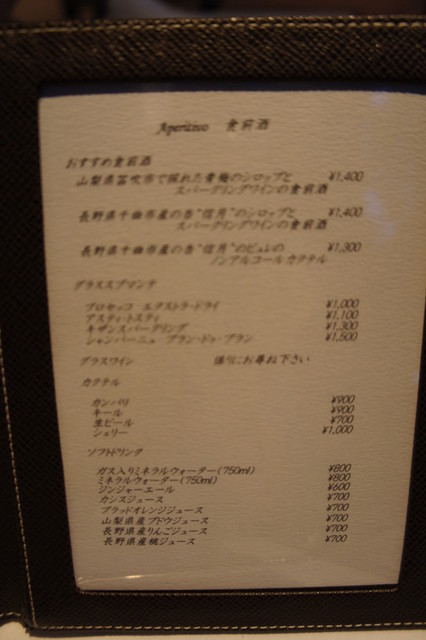 Aperitivo 食前酒
おすすめ食前酒
山梨県笛吹市で採れた青梅のシロップと ¥1,400
スパークリングワインの食前酒
長野県千曲市産の杏"信月"のシロップと ¥1,400
スパークリングワインの食前酒
長野県千曲市産の杏"信月"のピュレの ¥1,300
ノンアルコールカクテル
グラススプマンテ
プロセッコ エクストラ・ドライ ¥1,000
アスティ・トスティ ¥1,100
キザンスパークリング ¥1,300
シャンパーニュ ブラン・ドゥ・ブラン ¥1,500
グラスワイン 係りにお尋ね下さい
カクテル
カンパリ ¥900
キール ¥900
生ビール ¥700
シェリー ¥1,000
ソフトドリンク
ガス入りミネラルウォーター(750ml) ¥800
ミネラルウォーター(750ml) ¥800
ジンジャーエール ¥600
カシスジュース ¥700
ブラッドオレンジジュース ¥700
山梨県産ブドウジュース ¥700
長野県産りんごジュース ¥700
長野県産桃ジュース ¥700